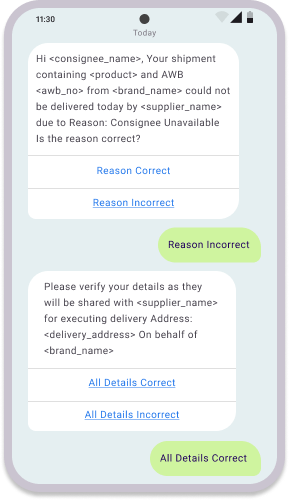 11:30
Today
Hi <consignee_name>, Your shipment
containing <product> and AWB
<awb_no> from <brand_name> could not
be delivered today by <supplier_name>
due to Reason: Consignee Unavailable
Is the reason correct?
Reason Correct
Reason Incorrect
Reason Incorrect
Please verify your details as they
will be shared with <supplier_name>
for executing delivery Address:
<delivery_address> On behalf of
<brand_name>
All Details Correct
All Details Incorrect
All Details Correct